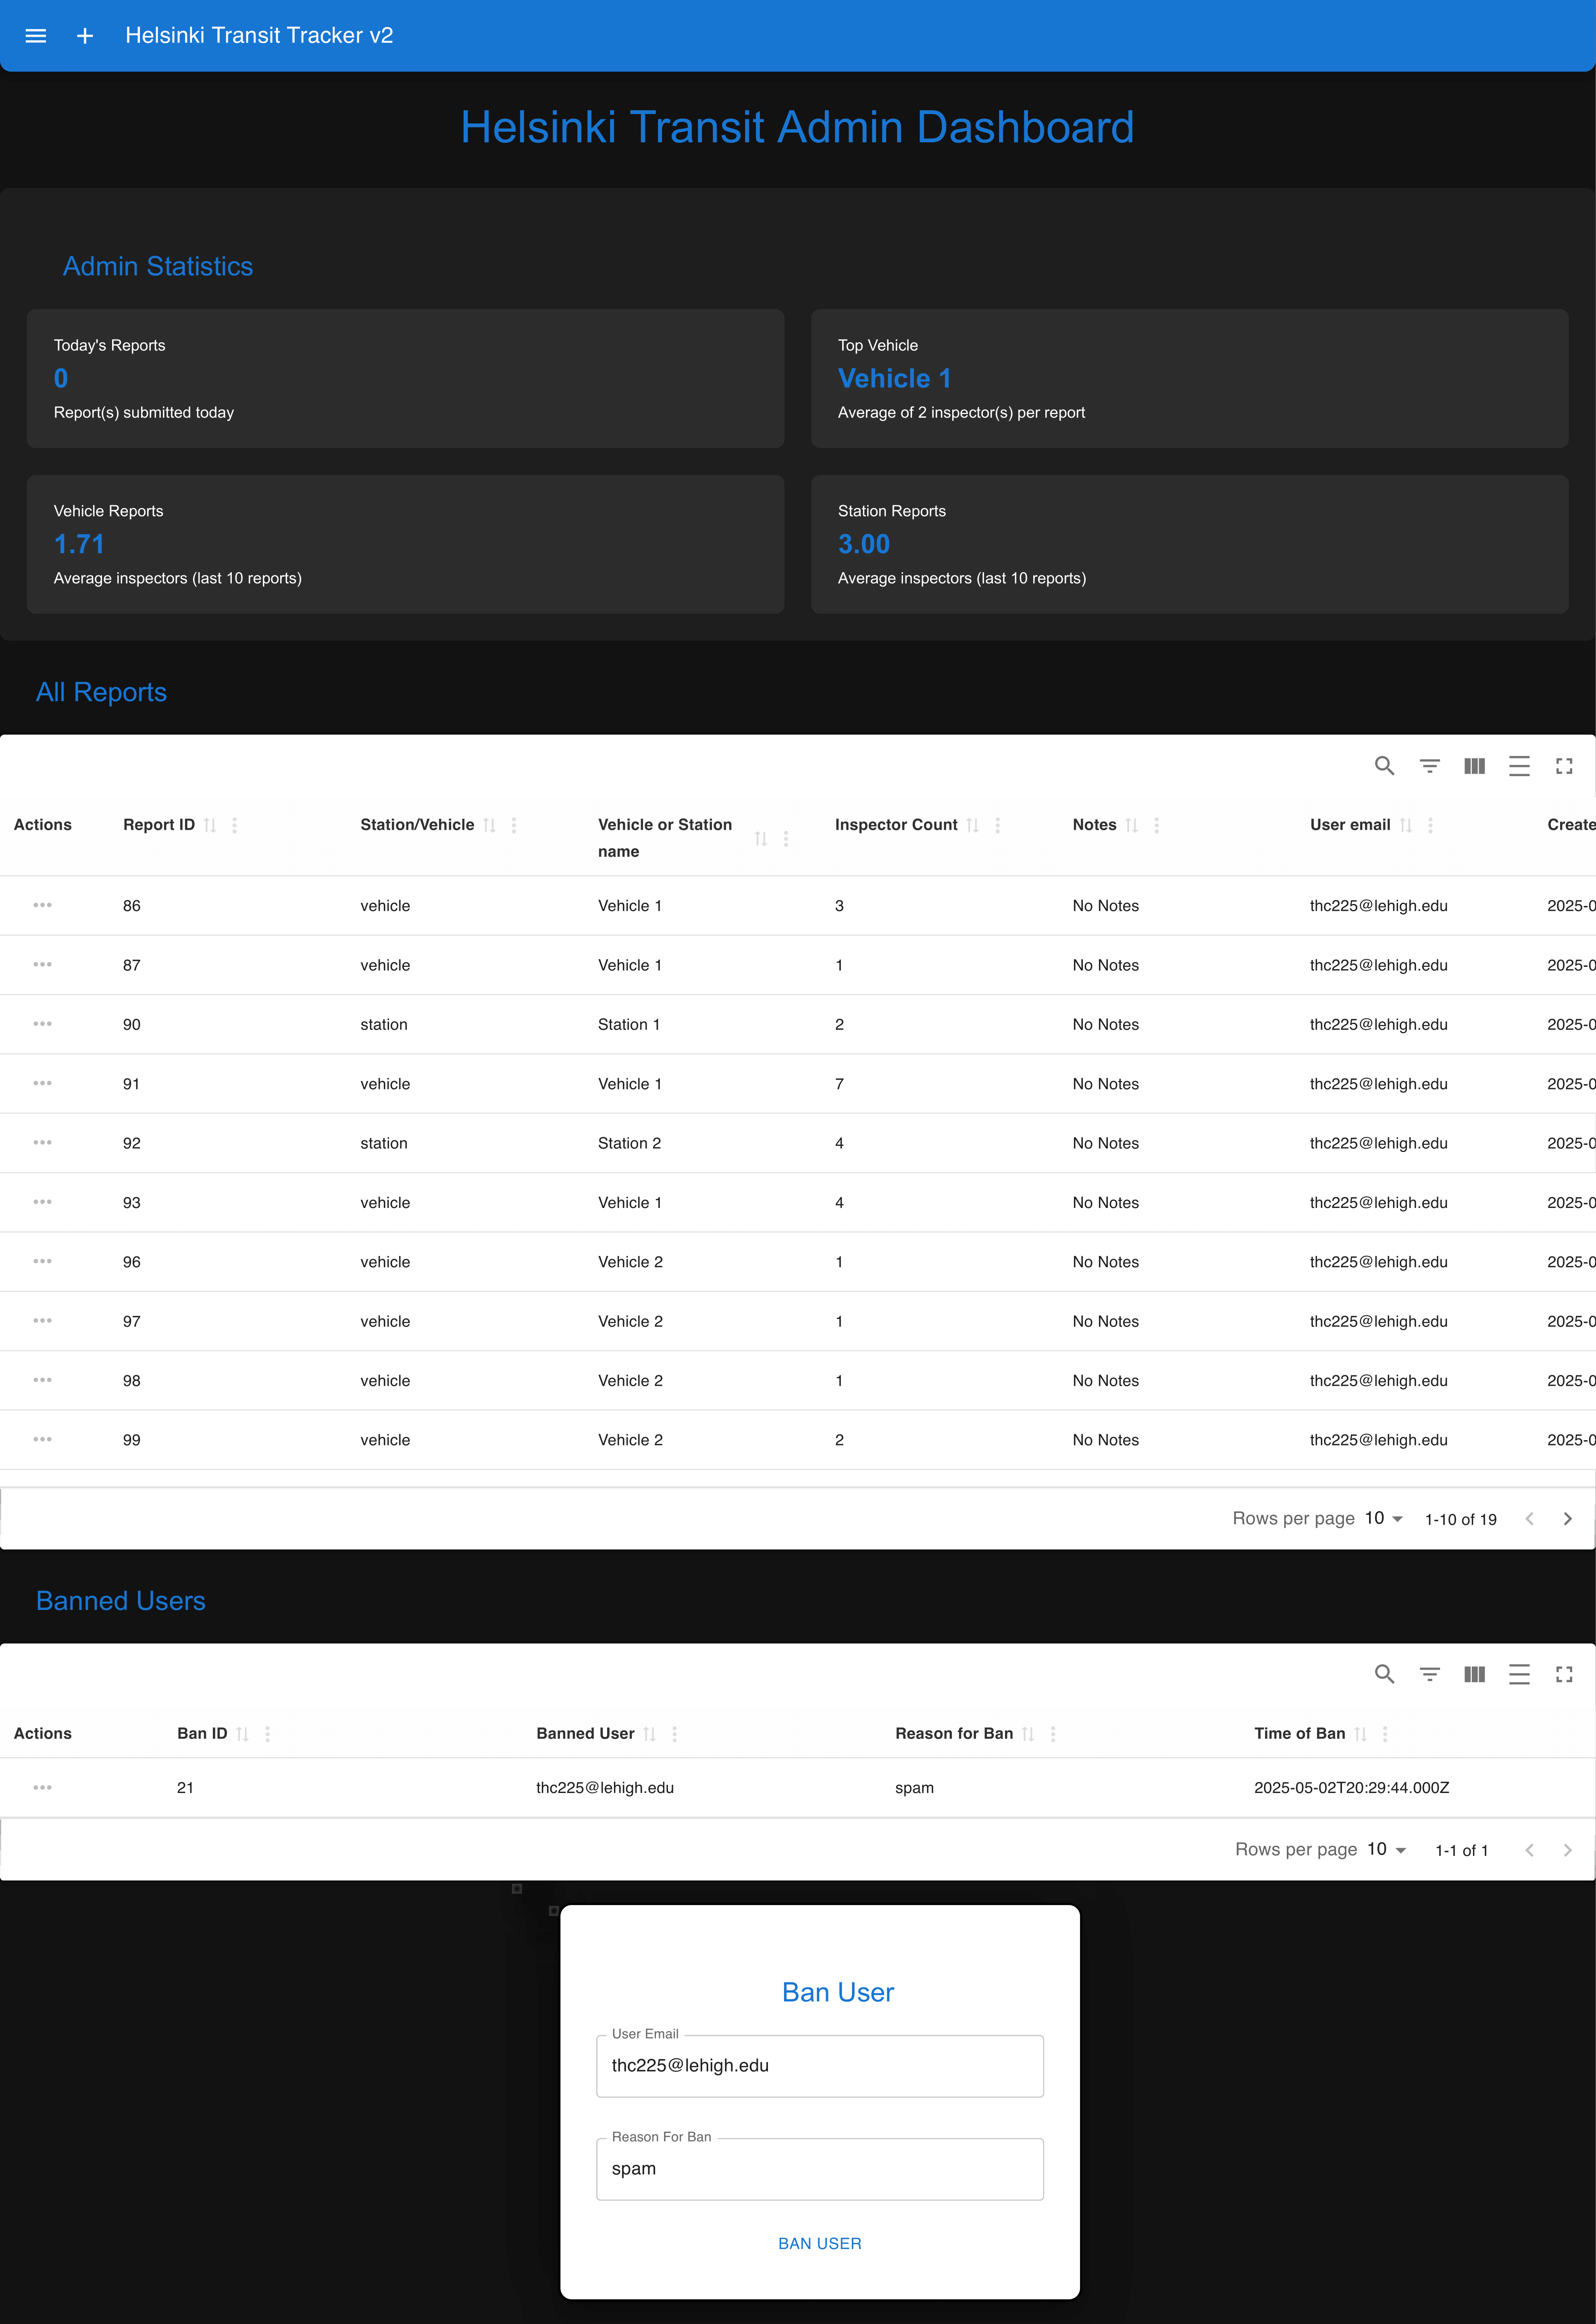 Helsinki Transit Tracker v2
Helsinki Transit Admin Dashboard
Admin Statistics
Today's Reports
0
Report(s) submitted today
Top Vehicle
Vehicle 1
Average of 2 inspector(s) per report
Vehicle Reports
1.71
Average inspectors (last 10 reports)
Station Reports
3.00
Average inspectors (last 10 reports)
All Reports
Actions Report ID Station/Vehicle Vehicle or Station name Inspector Count Notes User email Create
86 vehicle Vehicle 1 3 No Notes thc225@lehigh.edu 2025-0
87 vehicle Vehicle 1 1 No Notes thc225@lehigh.edu 2025-0
90 station Station 1 2 No Notes thc225@lehigh.edu 2025-0
91 vehicle Vehicle 1 7 No Notes thc225@lehigh.edu 2025-0
92 station Station 2 4 No Notes thc225@lehigh.edu 2025-0
93 vehicle Vehicle 1 4 No Notes thc225@lehigh.edu 2025-0
96 vehicle Vehicle 2 1 No Notes thc225@lehigh.edu 2025-0
97 vehicle Vehicle 2 1 No Notes thc225@lehigh.edu 2025-0
98 vehicle Vehicle 2 1 No Notes thc225@lehigh.edu 2025-0
99 vehicle Vehicle 2 2 No Notes thc225@lehigh.edu 2025-0
Rows per page 10 1-10 of 19
Banned Users
Actions Ban ID Banned User Reason for Ban Time of Ban
21 thc225@lehigh.edu spam 2025-05-02T20:29:44.000Z
Rows per page 10 1-1 of 1
Ban User
User Email
thc225@lehigh.edu
Reason For Ban
spam
BAN USER